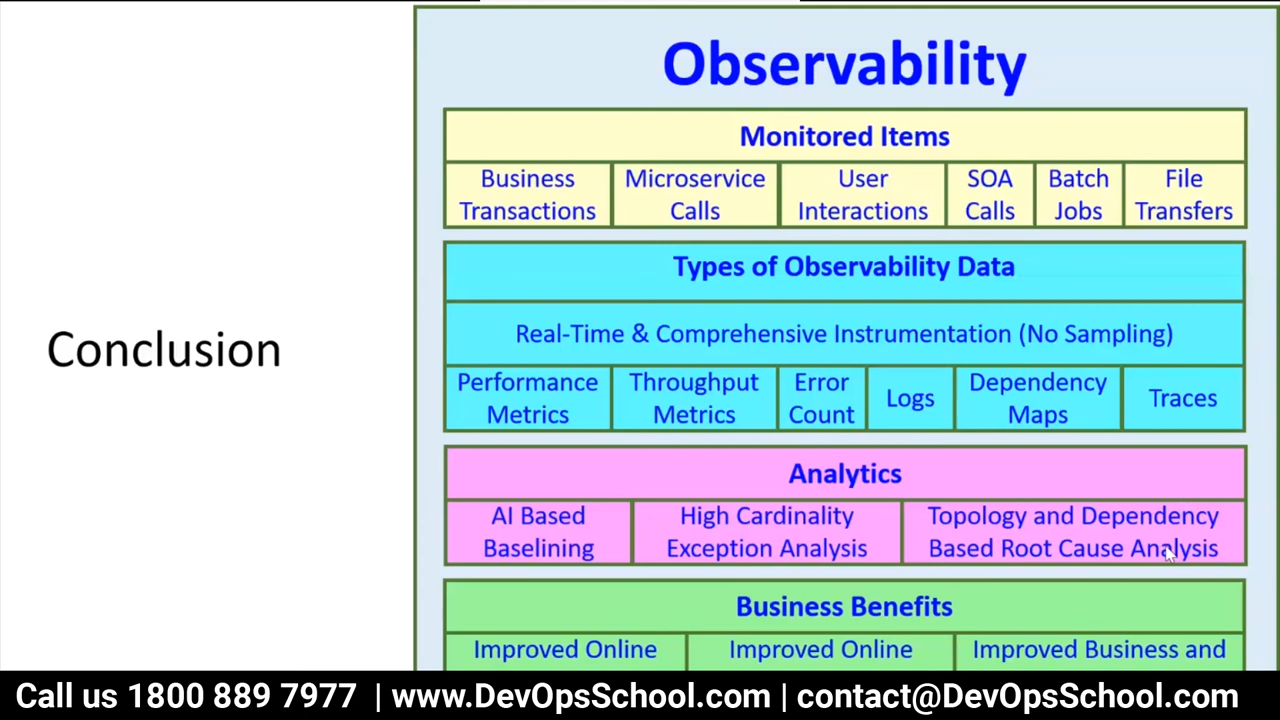 Conclusion
Observability
Monitored Items
Business
Transactions
Microservice
Calls
User
Interactions
SOA
Calls
Batch
Jobs
File
Transfers
Types of Observability Data
Real-Time & Comprehensive Instrumentation (No Sampling)
Performance
Metrics
Throughput
Metrics
Error
Count
Logs
Dependency
Maps
Traces
Analytics
AI Based
Baselining
High Cardinality
Exception Analysis
Topology and Dependency
Based Root Cause Analysis
Business Benefits
Improved Online
Improved Online
Improved Business and
Call us 1800 889 7977 | www.DevOpsSchool.com | contact@DevOpsSchool.com